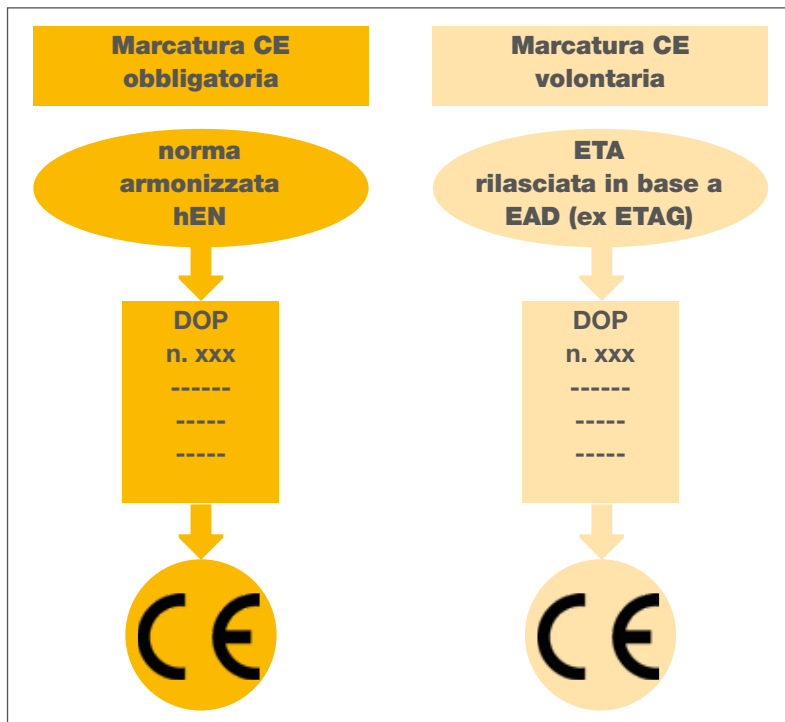 Marcatura CE
obbligatoria
norma
armonizzata
hEN
DOP
n. xxx
------
-----
-----
CE
Marcatura CE
volontaria
ETA
rilasciata in base a
EAD (ex ETAG)
DOP
n. xxx
------
-----
-----
CE